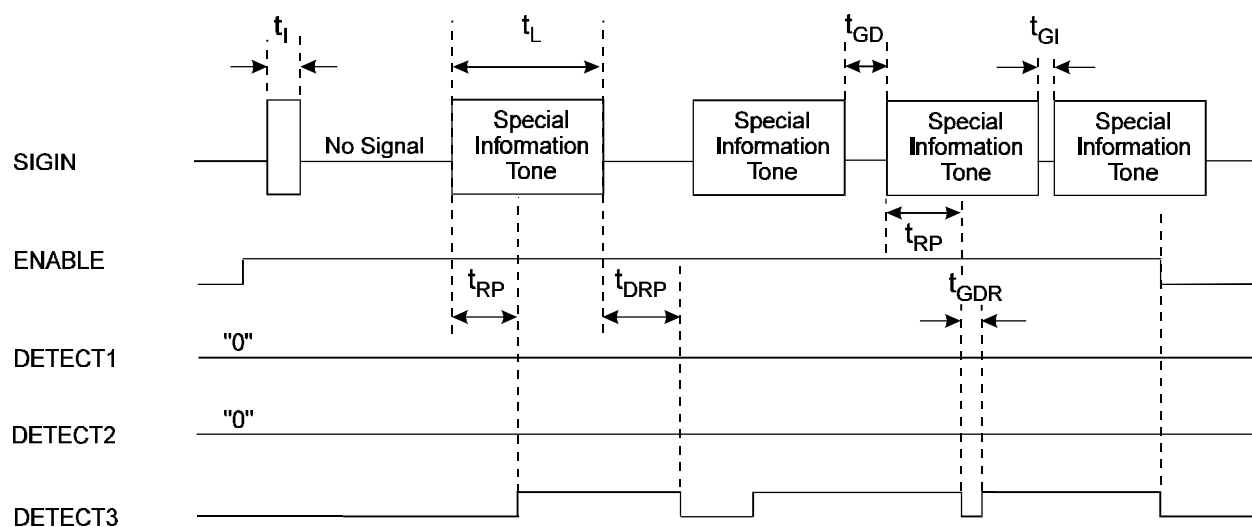 tI
tL
tGD
tGI
SIGIN
No Signal
Special
Information
Tone
Special
Information
Tone
Special
Information
Tone
Special
Information
Tone
tRP
ENABLE
tRP
tDRP
tGDR
DETECT1
"0"
DETECT2
"0"
DETECT3